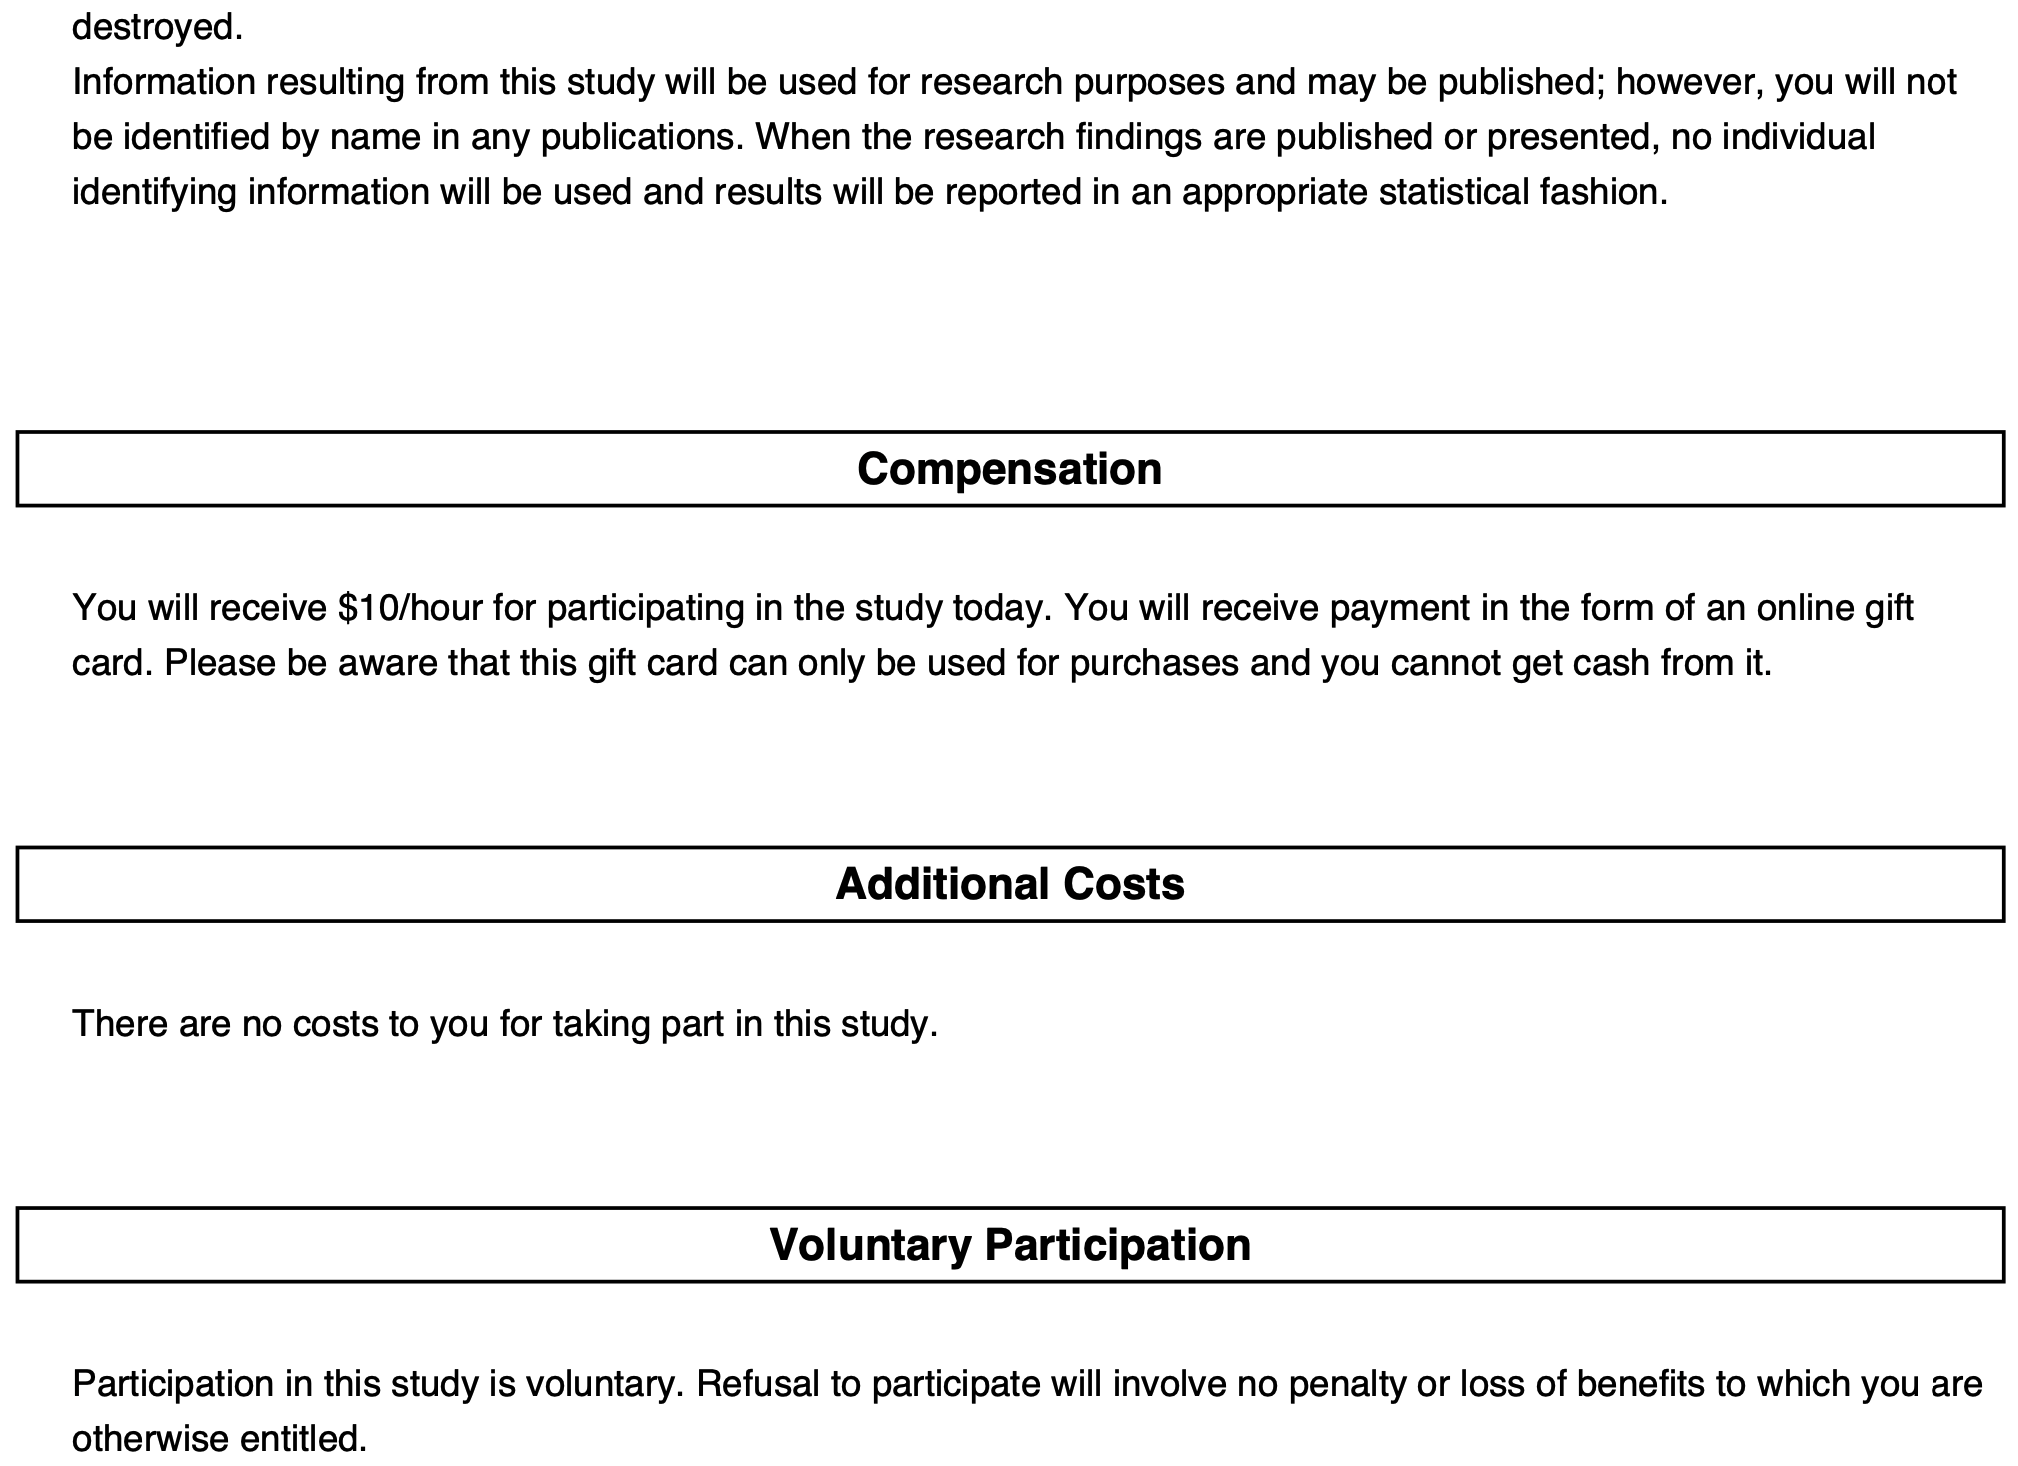 destroyed.
Information resulting from this study will be used for research purposes and may be published; however, you will not
be identified by name in any publications. When the research findings are published or presented, no individual
identifying information will be used and results will be reported in an appropriate statistical fashion.
Compensation
You will receive $10/hour for participating in the study today. You will receive payment in the form of an online gift
card. Please be aware that this gift card can only be used for purchases and you cannot get cash from it.
Additional Costs
There are no costs to you for taking part in this study.
Voluntary Participation
Participation in this study is voluntary. Refusal to participate will involve no penalty or loss of benefits to which you are
otherwise entitled.